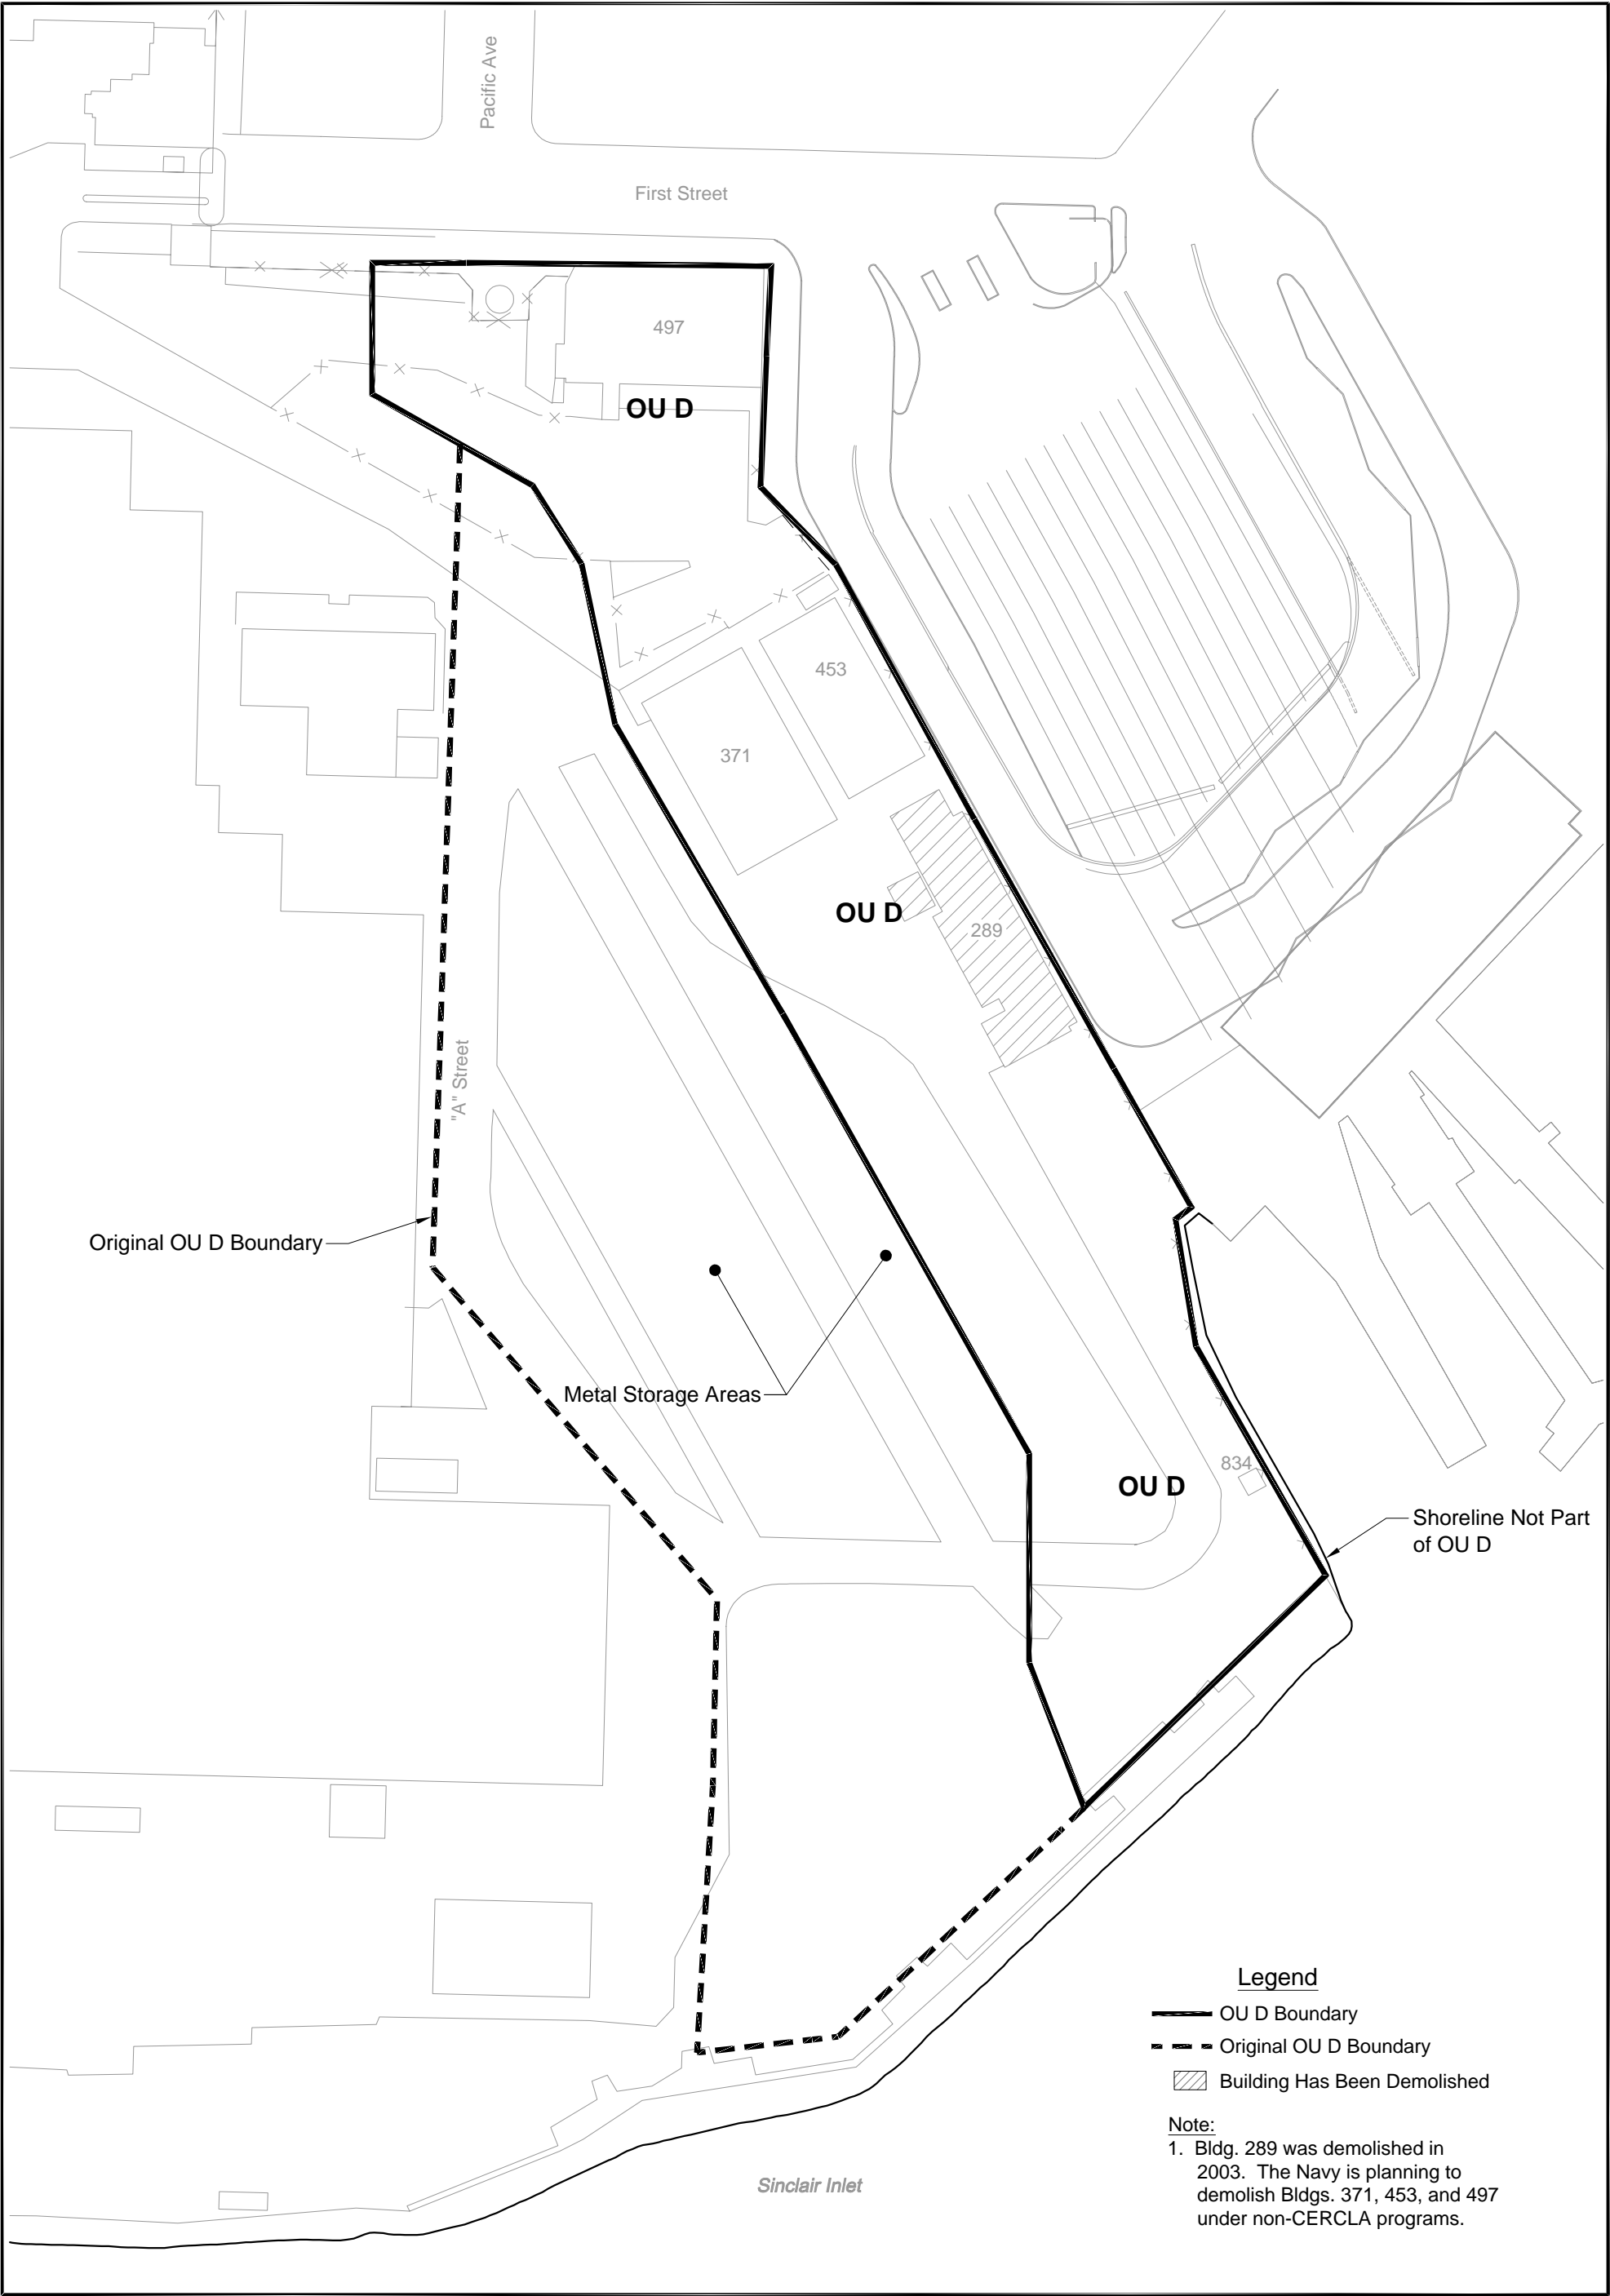 Pacific Ave
First Street
497
OU D
453
371
OU D
289
"A" Street
Original OU D Boundary
Metal Storage Areas
OU D
834
Shoreline Not Part
of OU D
Legend
OU D Boundary
Original OU D Boundary
Building Has Been Demolished
Note:
1. Bldg. 289 was demolished in
2003. The Navy is planning to
demolish Bldgs. 371, 453, and 497
under non-CERCLA programs.
Sinclair Inlet